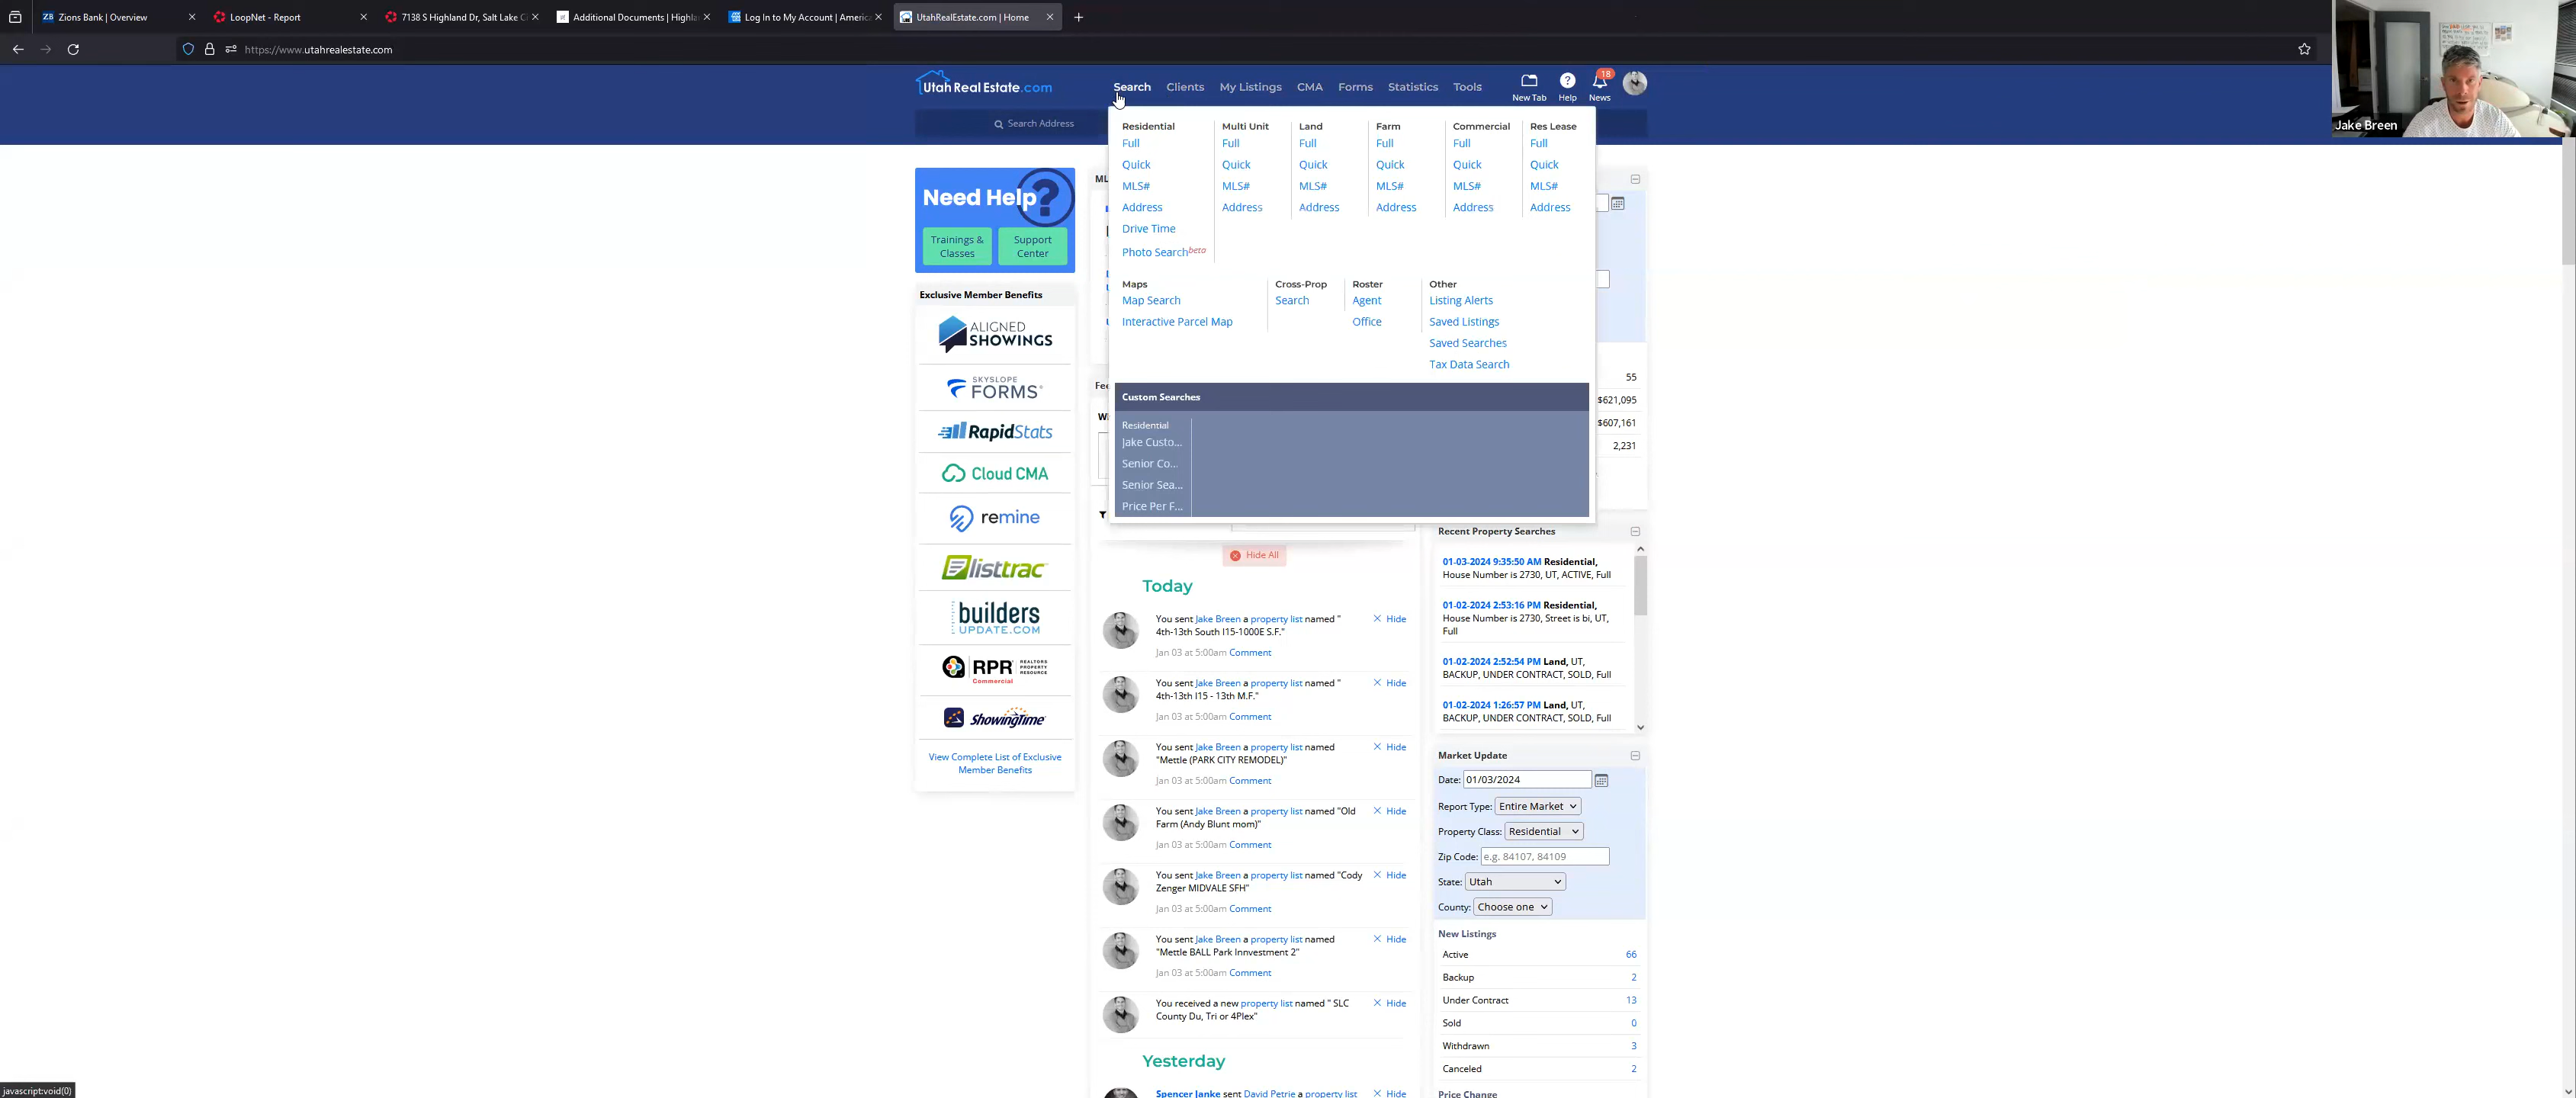 Zions Bank | Overview
LoopNet - Report
7138 S Highland Dr, Salt Lake Ci
Additional Documents | Highla
Log In to My Account | America
UtahRealEstate.com | Home
https://www.utahrealestate.com
Utah Real Estate.com
Search Clients My Listings CMA Forms Statistics Tools
18
New Tab Help News
Search Address
Jake Breen
Residential
Full
Quick
MLS#
Address
Drive Time
Photo Search beta
Multi Unit
Full
Quick
MLS#
Address
Land
Full
Quick
MLS#
Address
Farm
Full
Quick
MLS#
Address
Commercial
Full
Quick
MLS#
Address
Res Lease
Full
Quick
MLS#
Address
Maps
Map Search
Interactive Parcel Map
Cross-Prop
Search
Roster
Agent
Office
Other
Listing Alerts
Saved Listings
Saved Searches
Tax Data Search
Custom Searches
Residential
Jake Custo...
Senior Co...
Senior Sea...
Price Per F...
Need Help ?
Trainings & Classes
Support Center
Exclusive Member Benefits
ALIGNED SHOWINGS
SKYSLOPE FORMS
RapidStats
Cloud CMA
remine
listtrac
builders UPDATE.COM
RPR REALTORS PROPERTY RESOURCE
Commercial
ShowingTime
View Complete List of Exclusive
Member Benefits
ML
Fee
55
$621,095
$607,161
2,231
Hide All
Today
You sent Jake Breen a property list named "
4th-13th South I15-1000E S.F."
Hide
Jan 03 at 5:00am Comment
You sent Jake Breen a property list named "
4th-13th I15 - 13th M.F."
Hide
Jan 03 at 5:00am Comment
You sent Jake Breen a property list named
"Mettle (PARK CITY REMODEL)"
Hide
Jan 03 at 5:00am Comment
You sent Jake Breen a property list named "Old
Farm (Andy Blunt mom)"
Hide
Jan 03 at 5:00am Comment
You sent Jake Breen a property list named "Cody
Zenger MIDVALE SFH"
Hide
Jan 03 at 5:00am Comment
You sent Jake Breen a property list named
"Mettle BALL Park Innvestment 2"
Hide
Jan 03 at 5:00am Comment
You received a new property list named " SLC
County Du, Tri or 4Plex"
Hide
Yesterday
Spencer Janke sent David Petrie a property list
Hide
Recent Property Searches
01-03-2024 9:35:50 AM Residential,
House Number is 2730, UT, ACTIVE, Full
01-02-2024 2:53:16 PM Residential,
House Number is 2730, Street is bi, UT,
Full
01-02-2024 2:52:54 PM Land, UT,
BACKUP, UNDER CONTRACT, SOLD, Full
01-02-2024 1:26:57 PM Land, UT,
BACKUP, UNDER CONTRACT, SOLD, Full
Market Update
Date: 01/03/2024
Report Type: Entire Market
Property Class: Residential
Zip Code: e.g. 84107, 84109
State: Utah
County: Choose one
New Listings
Active 66
Backup 2
Under Contract 13
Sold 0
Withdrawn 3
Canceled 2
Price Change
javascript:void(0)